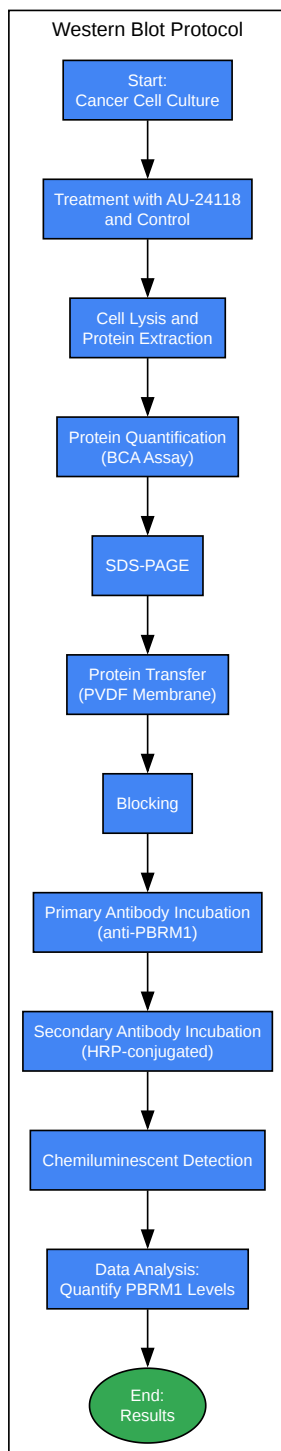 Western Blot Protocol
Start:
Cancer Cell Culture
Treatment with AU-24118
and Control
Cell Lysis and
Protein Extraction
Protein Quantification
(BCA Assay)
SDS-PAGE
Protein Transfer
(PVDF Membrane)
Blocking
Primary Antibody Incubation
(anti-PBRM1)
Secondary Antibody Incubation
(HRP-conjugated)
Chemiluminescent Detection
Data Analysis:
Quantify PBRM1 Levels
End:
Results